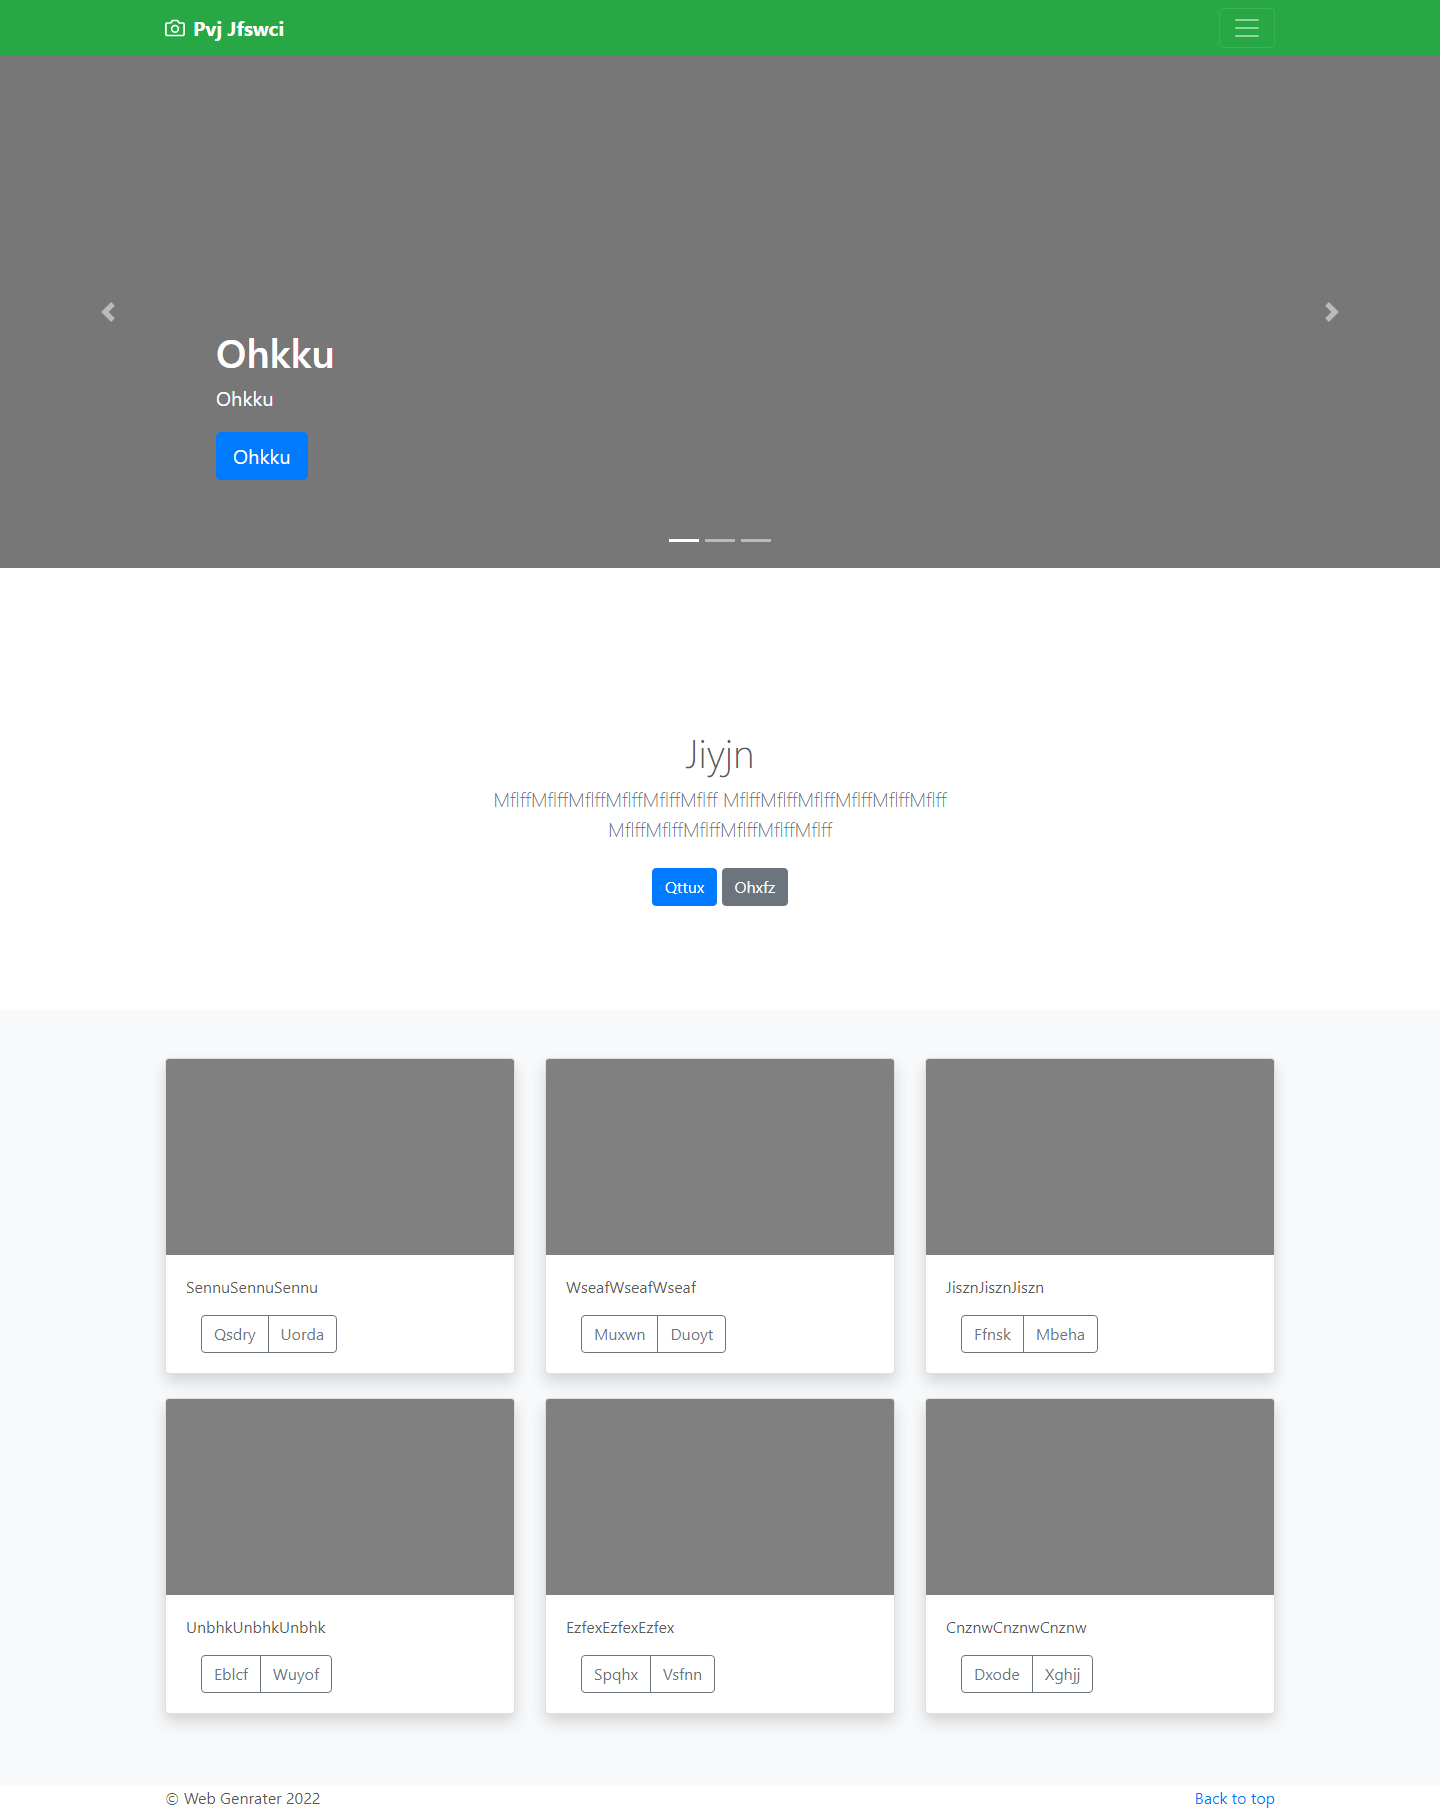 Pvj Jfswci
Ohkku
Ohkku
Ohkku
Jiyjn
MflffMflffMflffMflffMflffMflff MflffMflffMflffMflffMflffMflff
MflffMflffMflffMflffMflffMflff
Qttux Ohxfz
SennuSennuSennu
Qsdry Uorda
WseafWseafWseaf
Muxwn Duoyt
JisznJisznJiszn
Ffnsk Mbeha
UnbhkUnbhkUnbhk
Eblcf Wuyof
EzfexEzfexEzfex
Spqhx Vsfnn
CnznwCnznwCnznw
Dxode Xghjj
© Web Genrater 2022
Back to top